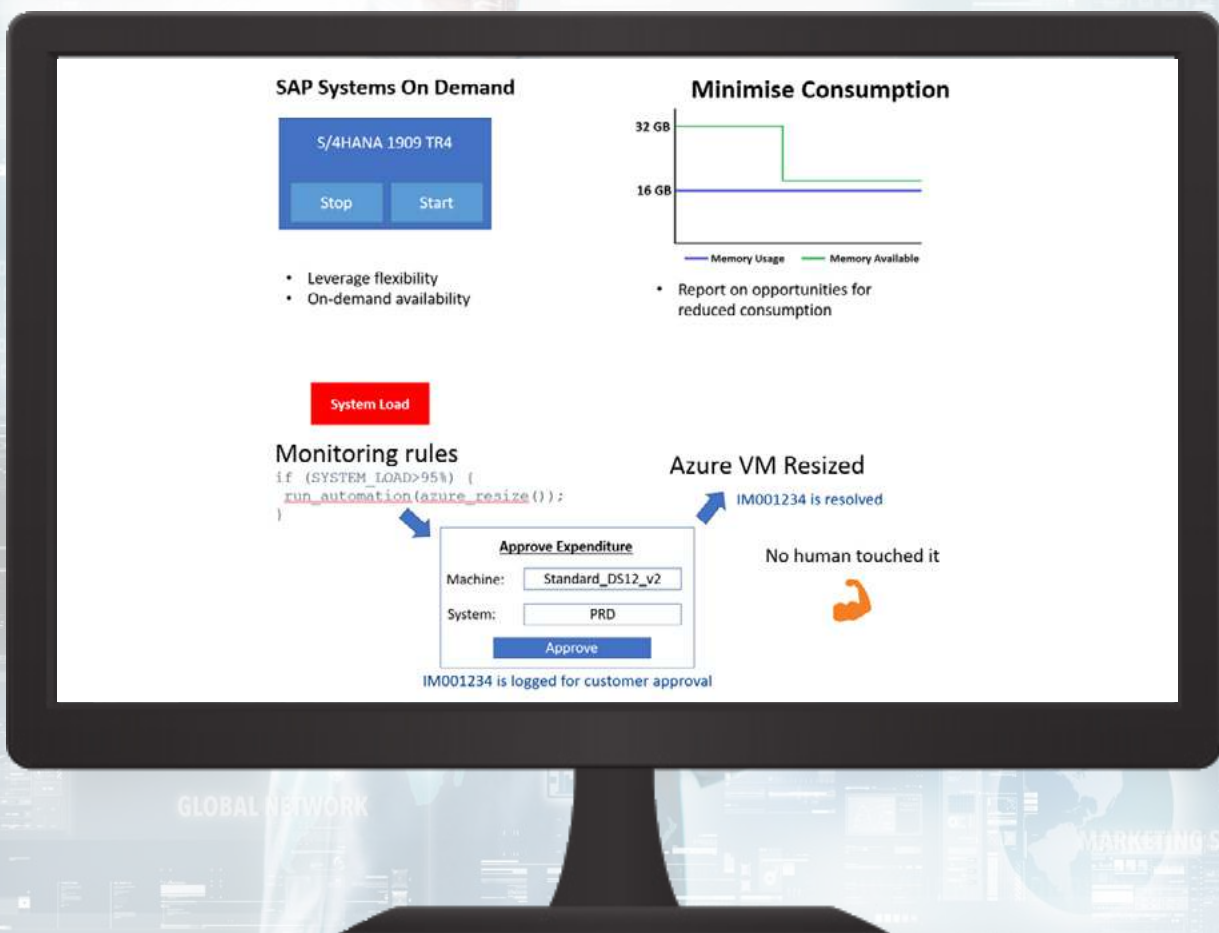 SAP Systems On Demand
S/4HANA 1909 TR4
Stop
Start
• Leverage flexibility
• On-demand availability
Minimise Consumption
32 GB
16 GB
Memory Usage
Memory Available
• Report on opportunities for
reduced consumption
System Load
Monitoring rules
if (SYSTEM_LOAD>95%) {
run_automation(azure_resize());
}
Approve Expenditure
Machine: Standard_DS12_v2
System: PRD
Approve
IM001234 is logged for customer approval
Azure VM Resized
IM001234 is resolved
No human touched it
GLOBAL NETWORK
MARKETING S